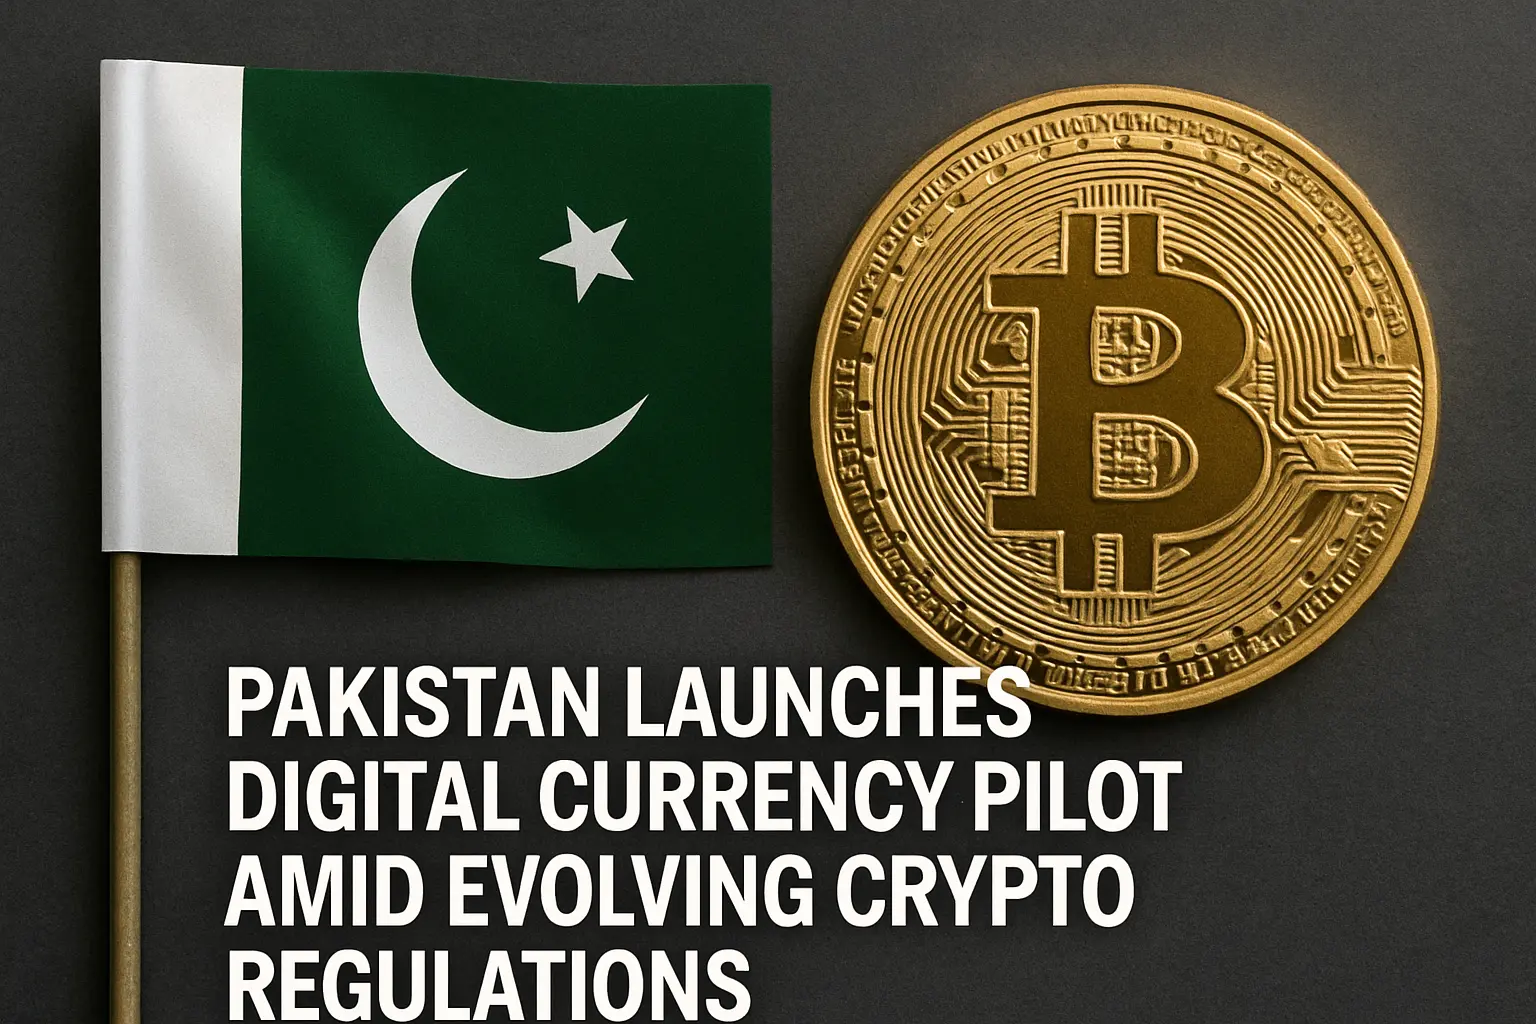 PAKISTAN LAUNCHES
DIGITAL CURRENCY PILOT
AMID EVOLVING CRYPTO
REGULATIONS